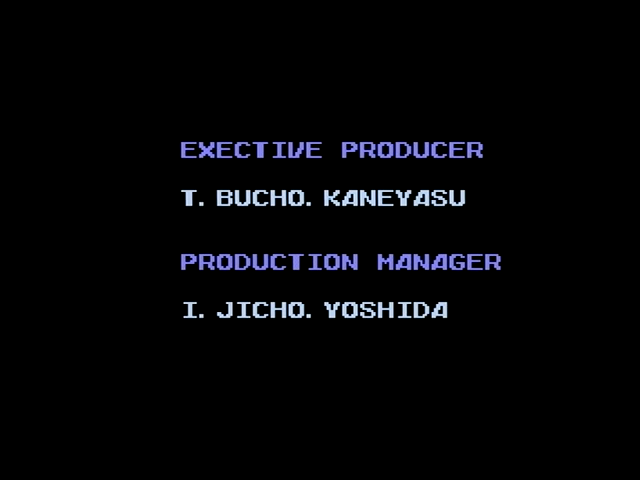 EXECTIVE PRODUCER
T. BUCHO. KANEYASU
PRODUCTION MANAGER
I. JICHO. YOSHIDA